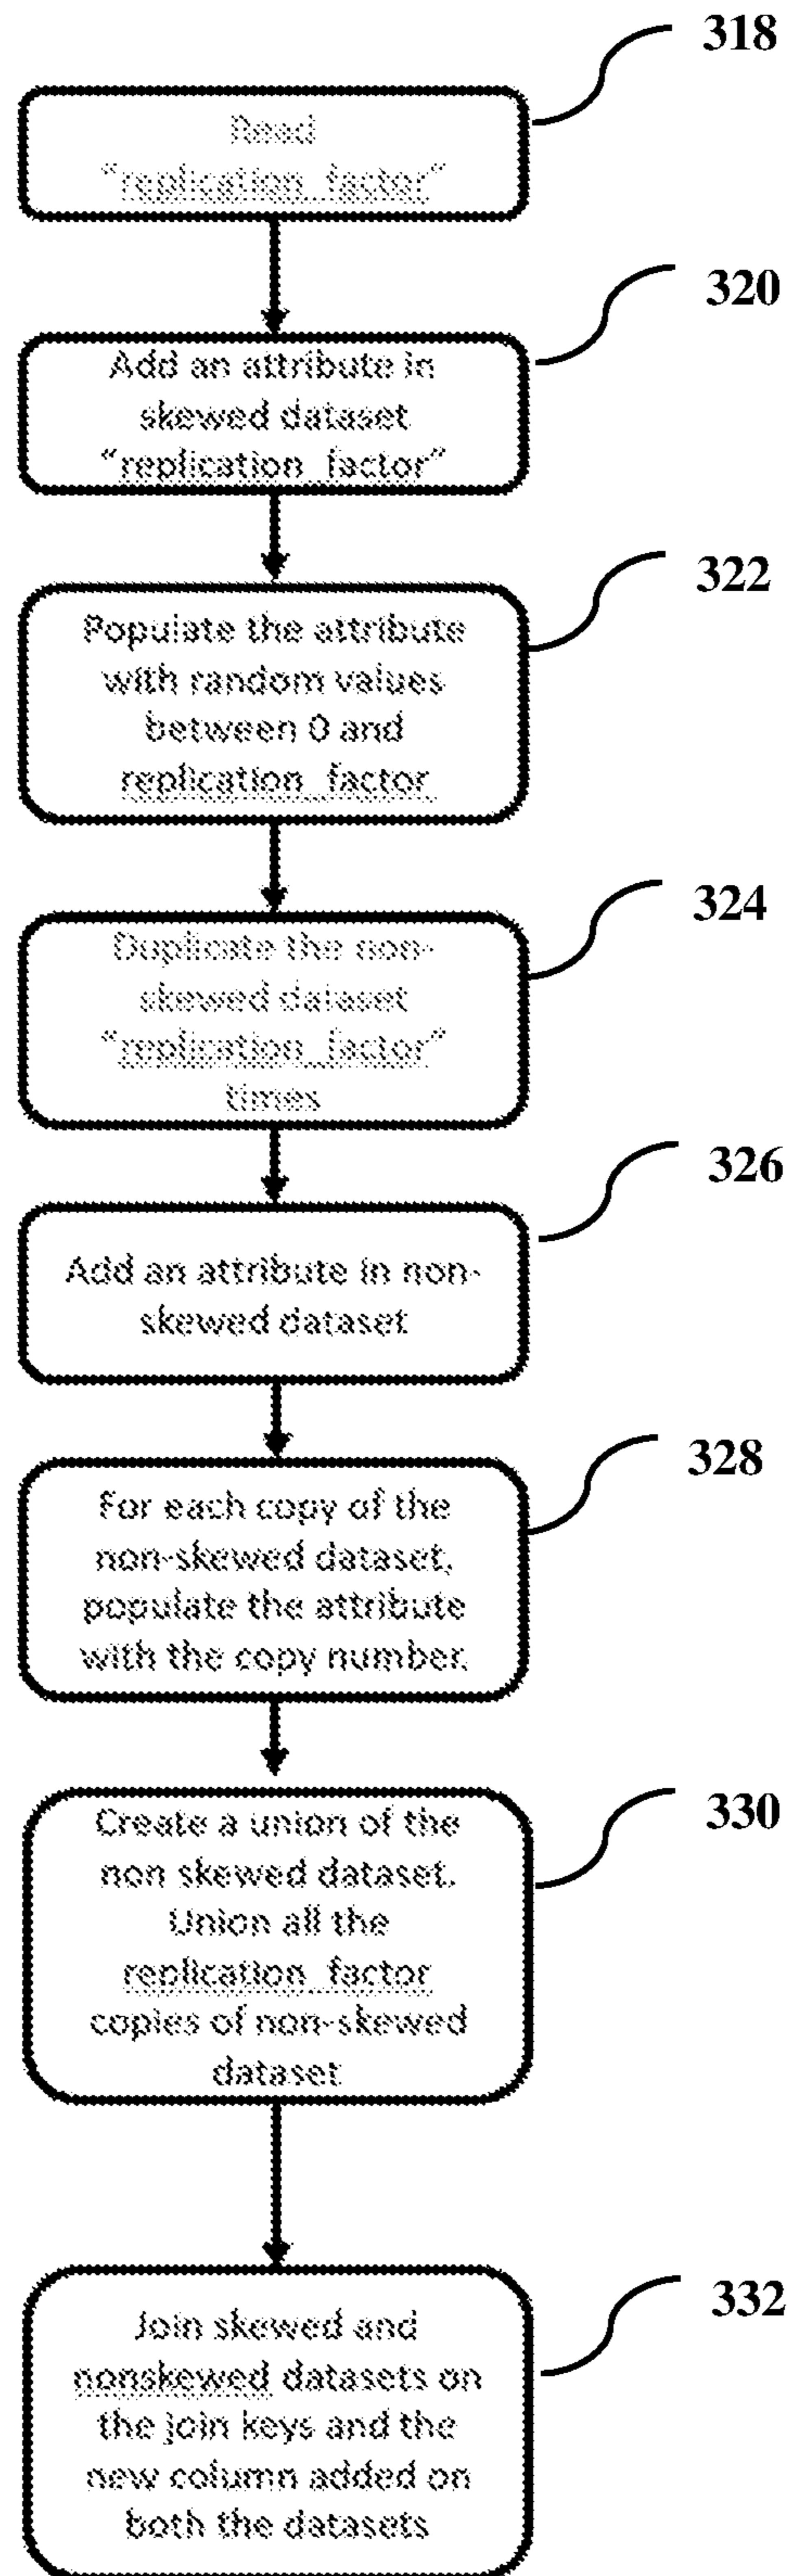 318
Read
"replication_factor"
320
Add an attribute in
skewed dataset
"replication_factor"
322
Populate the attribute
with random values
between 0 and
replication_factor
324
Duplicate the non-
skewed dataset
"replication_factor"
times
326
Add an attribute in non-
skewed dataset
328
For each copy of the
non-skewed dataset,
populate the attribute
with the copy number.
330
Create a union of the
non skewed dataset.
Union all the
replication_factor
copies of non-skewed
dataset
332
Join skewed and
nonskewed datasets on
the join keys and the
new column added on
both the datasets